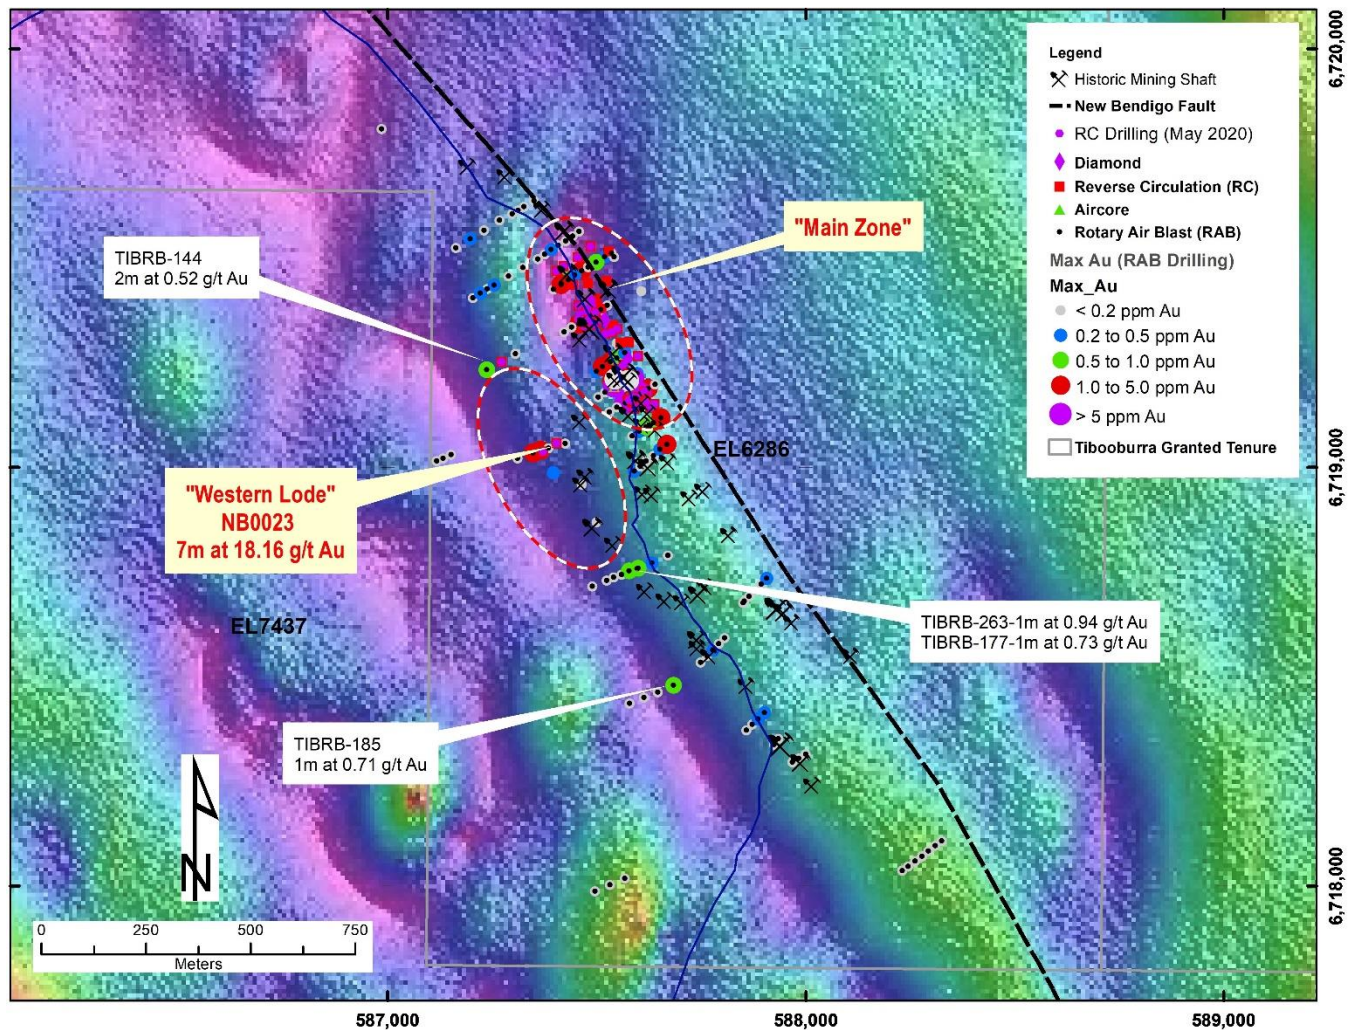 6,720,000
Legend
Historic Mining Shaft
New Bendigo Fault
RC Drilling (May 2020)
Diamond
Reverse Circulation (RC)
Aircore
Rotary Air Blast (RAB)
Max Au (RAB Drilling)
Max_Au
< 0.2 ppm Au
0.2 to 0.5 ppm Au
0.5 to 1.0 ppm Au
1.0 to 5.0 ppm Au
> 5 ppm Au
Tibooburra Granted Tenure
"Main Zone"
TIBRB-144
2m at 0.52 g/t Au
EL6286
6,719,000
"Western Lode"
NB0023
7m at 18.16 g/t Au
EL7437
TIBRB-263-1m at 0.94 g/t Au
TIBRB-177-1m at 0.73 g/t Au
TIBRB-185
1m at 0.71 g/t Au
N
6,718,000
0 250 500 750
Meters
587,000 588,000 589,000